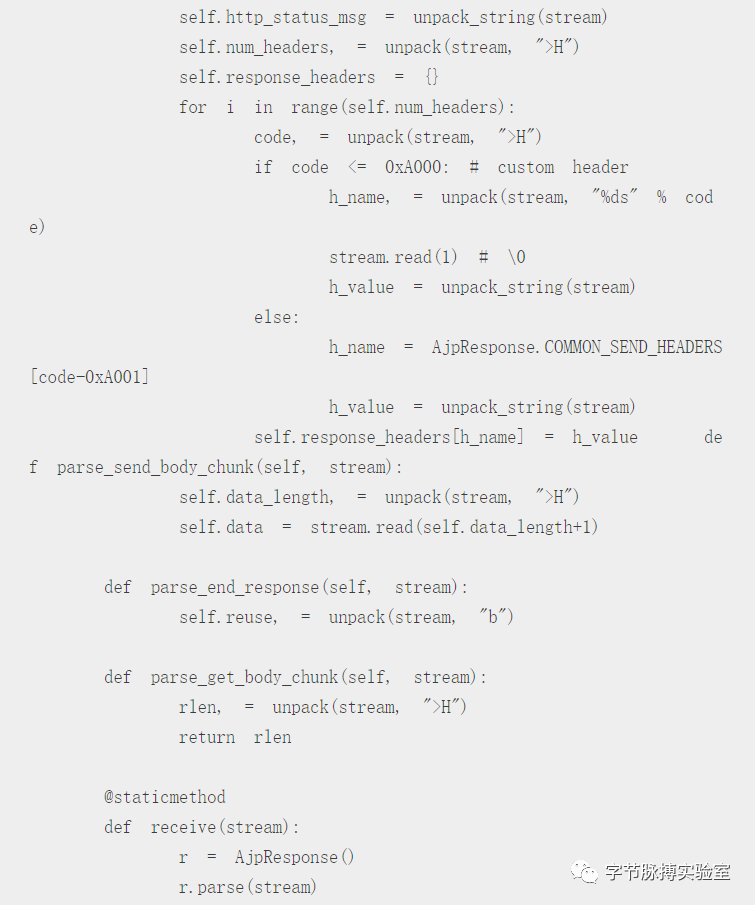 self.http_status_msg = unpack_string(stream)
self.num_headers, = unpack(stream, ">H")
self.response_headers = {}
for i in range(self.num_headers):
code, = unpack(stream, ">H")
if code <= 0xA000: # custom header
h_name, = unpack(stream, "%ds" % cod
e)
stream.read(1) # \0
h_value = unpack_string(stream)
else:
h_name = AjpResponse.COMMON_SEND_HEADERS
[code-0xA001]
h_value = unpack_string(stream)
self.response_headers[h_name] = h_value de
f parse_send_body_chunk(self, stream):
self.data_length, = unpack(stream, ">H")
self.data = stream.read(self.data_length+1)
def parse_end_response(self, stream):
self.reuse, = unpack(stream, "b")
def parse_get_body_chunk(self, stream):
rlen, = unpack(stream, ">H")
return rlen
@staticmethod
def receive(stream):
r = AjpResponse()
r.parse(stream)
字节脉搏实验室